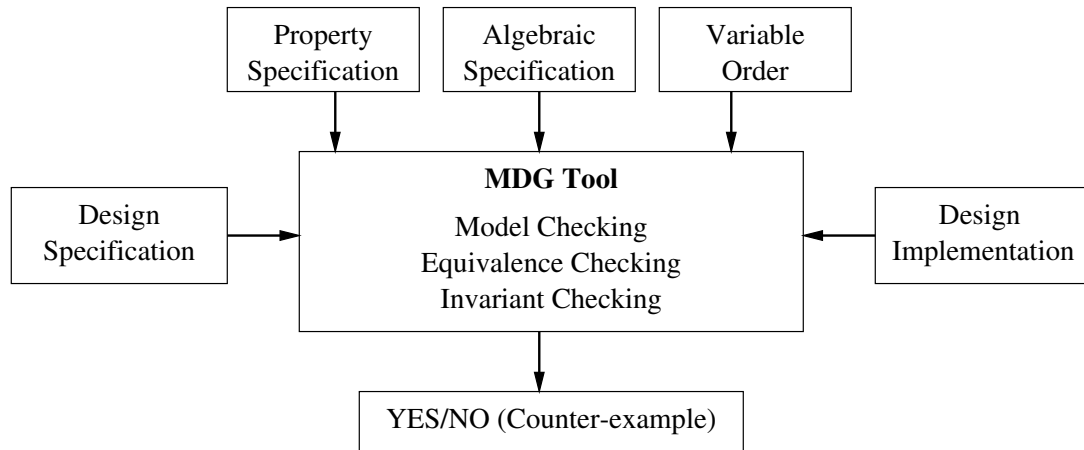 Property
Specification
Algebraic
Specification
Variable
Order
MDG Tool
Model Checking
Equivalence Checking
Invariant Checking
Design
Specification
Design
Implementation
YES/NO (Counter-example)